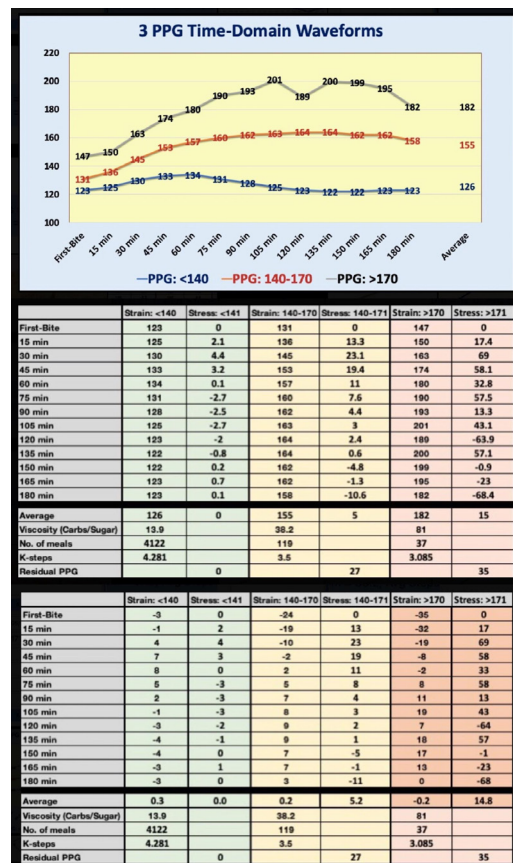 3 PPG Time-Domain Waveforms
220
200
180
160
140
120
100
147 150 163 174 180 190 193 201 189 200 199 195 182 182
131 136 145 153 157 160 162 163 164 164 162 162 158 155
123 125 130 133 134 131 128 125 123 122 122 123 123 126
First-Bite 15 min 30 min 45 min 60 min 75 min 90 min 105 min 120 min 135 min 150 min 165 min 180 min Average
PPG: <140 PPG: 140-170 PPG: >170
Strain: <140 Stress: <141 Strain: 140-170 Stress: 140-171 Strain: >170 Stress: >171
First-Bite 123 0 131 0 147 0
15 min 125 2.1 136 13.3 150 17.4
30 min 130 4.4 145 23.1 163 69
45 min 133 3.2 153 19.4 174 58.1
60 min 134 0.1 157 11 180 32.8
75 min 131 -2.7 160 7.6 190 57.5
90 min 128 -2.5 162 4.4 193 13.3
105 min 125 -2.7 163 3 201 43.1
120 min 123 -2 164 2.4 189 -63.9
135 min 122 -0.8 164 0.6 200 57.1
150 min 122 0.2 162 -4.8 199 -0.9
165 min 123 0.7 162 -1.3 195 -23
180 min 123 0.1 158 -10.6 182 -68.4
Average 126 0 155 5 182 15
Viscosity (Carbs/Sugar) 13.9 38.2 81
No. of meals 4122 119 37
K-steps 4.281 3.5 3.085
Residual PPG 0 27 35
Strain: <140 Stress: <141 Strain: 140-170 Stress: 140-171 Strain: >170 Stress: >171
First-Bite -3 0 -24 0 -35 0
15 min -1 2 -19 13 -32 17
30 min 4 4 -10 23 -19 69
45 min 7 3 -2 19 -8 58
60 min 8 0 2 11 -2 33
75 min 5 -3 5 8 8 58
90 min 2 -3 7 4 11 13
105 min -1 -3 8 3 19 43
120 min -3 -2 9 2 7 -64
135 min -4 -1 9 1 18 57
150 min -4 0 7 -5 17 -1
165 min -3 1 7 -1 13 -23
180 min -3 0 3 -11 0 -68
Average 0.3 0.0 0.2 5.2 -0.2 14.8
Viscosity (Carbs/Sugar) 13.9 38.2 81
No. of meals 4122 119 37
K-steps 4.281 3.5 3.085
Residual PPG 0 27 35